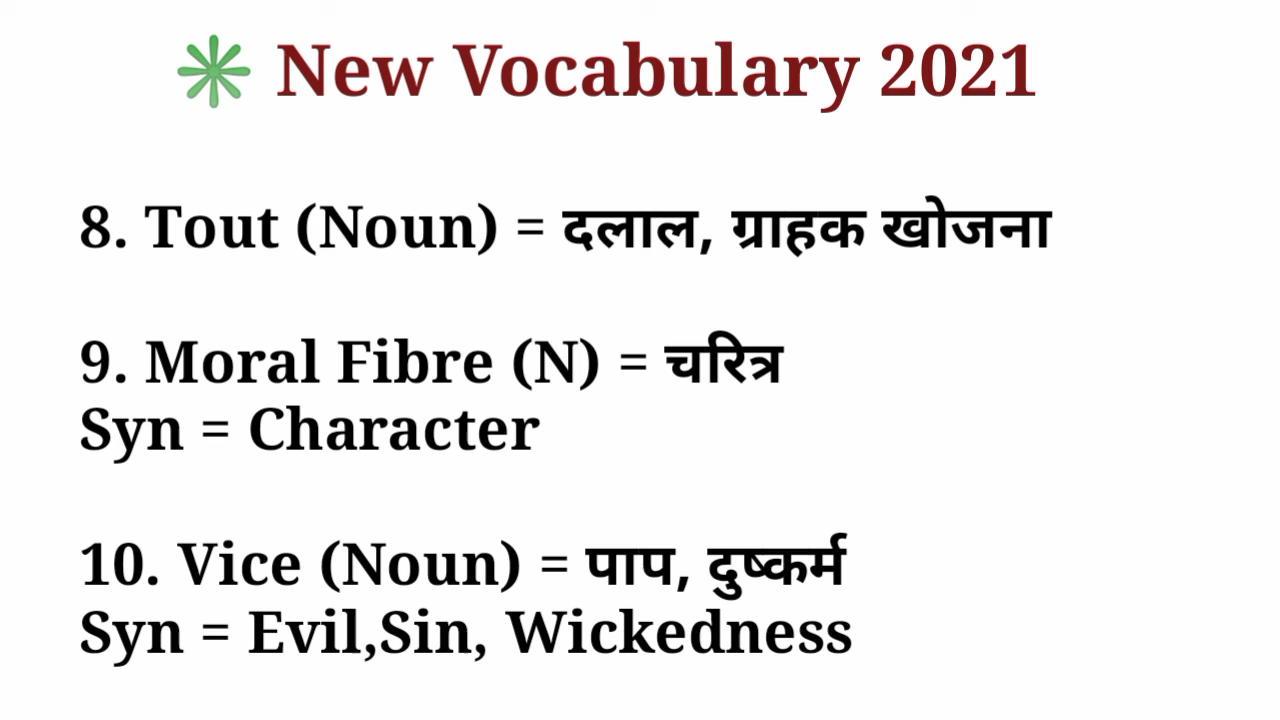 ✳ New Vocabulary 2021
8. Tout (Noun) = दलाल, ग्राहक खोजना
9. Moral Fibre (N) = चरित्र
Syn = Character
10. Vice (Noun) = पाप, दुष्कर्म
Syn = Evil,Sin, Wickedness